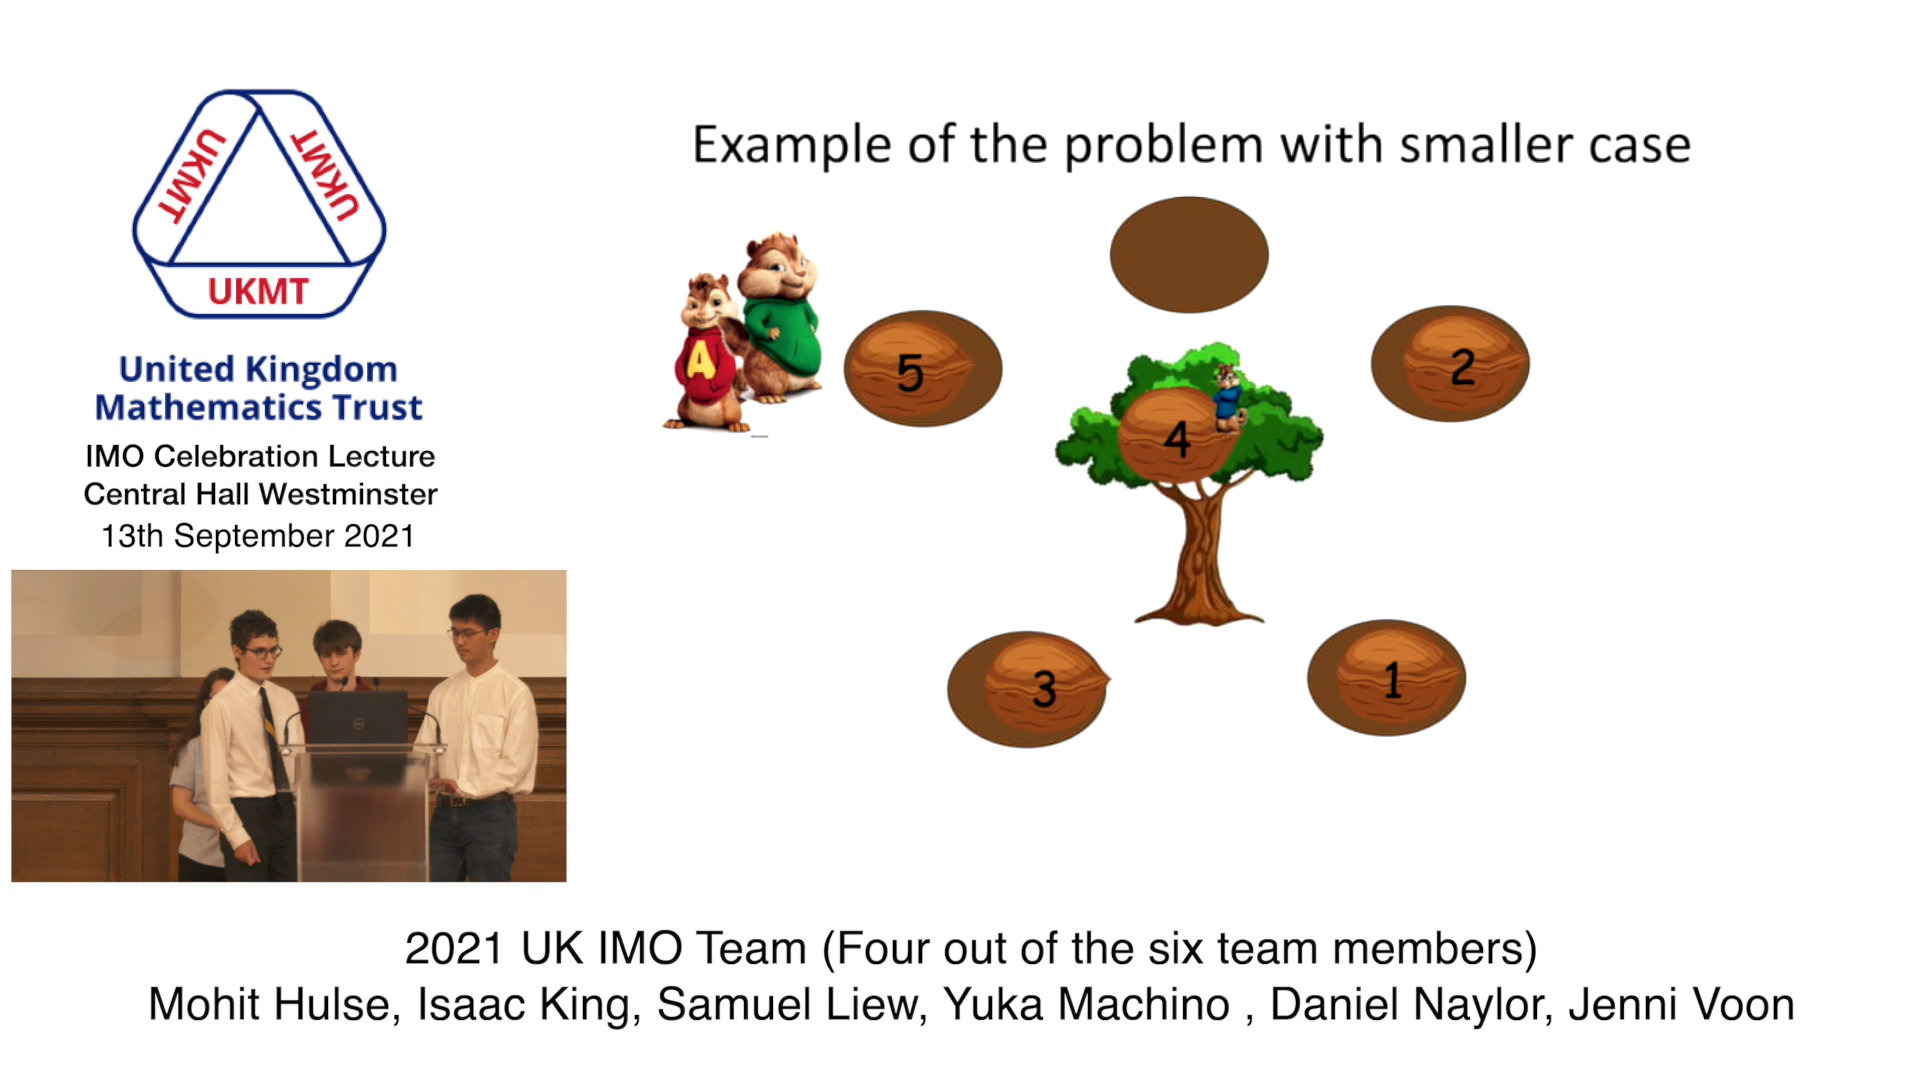 UKMT
UKMT
UKMT
United Kingdom
Mathematics Trust
IMO Celebration Lecture
Central Hall Westminster
13th September 2021
Example of the problem with smaller case
A
5
2
4
3
1
2021 UK IMO Team (Four out of the six team members)
Mohit Hulse, Isaac King, Samuel Liew, Yuka Machino , Daniel Naylor, Jenni Voon